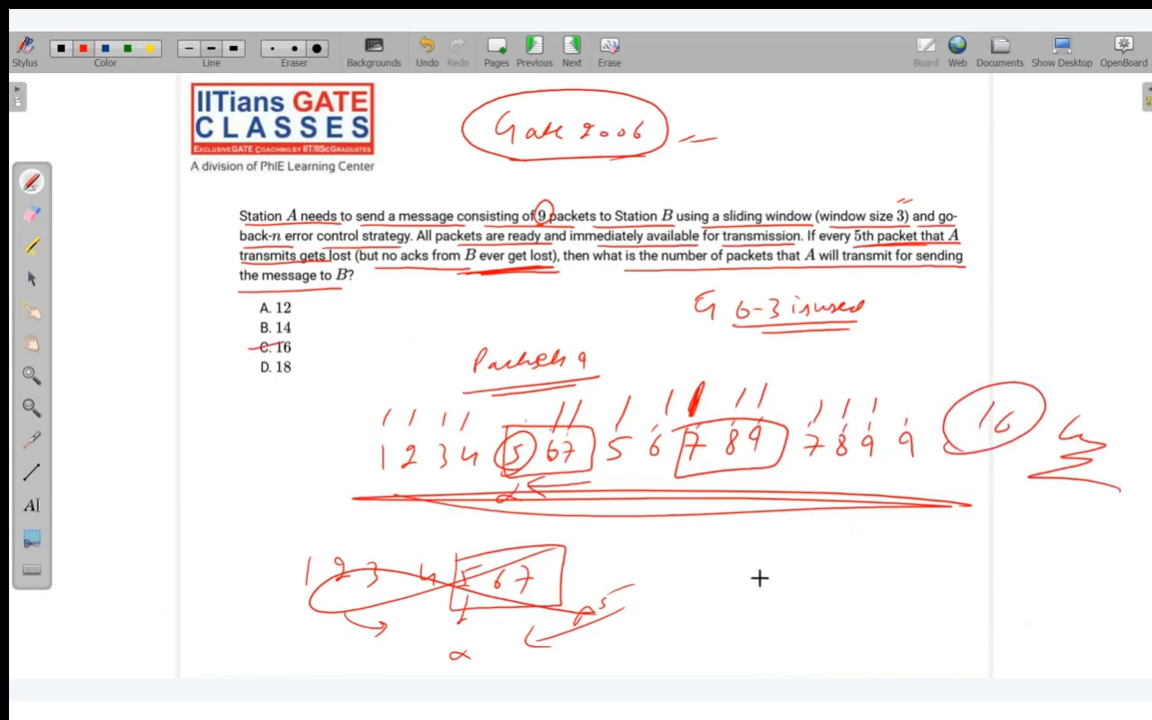 Stylus Color Line Eraser Backgrounds Undo Redo Pages Previous Next Erase Board Web Documents Show Desktop OpenBoard
IITians GATE
CLASSES
EXCLUSIVE GATE COACHING BY IIT/IISC GRADUATES
A division of PhIE Learning Center
Gate 2006
Station A needs to send a message consisting of 9 packets to Station B using a sliding window (window size 3) and go-
back-n error control strategy. All packets are ready and immediately available for transmission. If every 5th packet that A
transmits gets lost (but no acks from B ever get lost), then what is the number of packets that A will transmit for sending
the message to B?
A. 12
B. 14
C. 16
D. 18
G B-3 is used
Packets 9
1 2 3 4 5 6 7 5 6 7 8 9 7 8 9 9 16
1 2 3 4 5 6 7